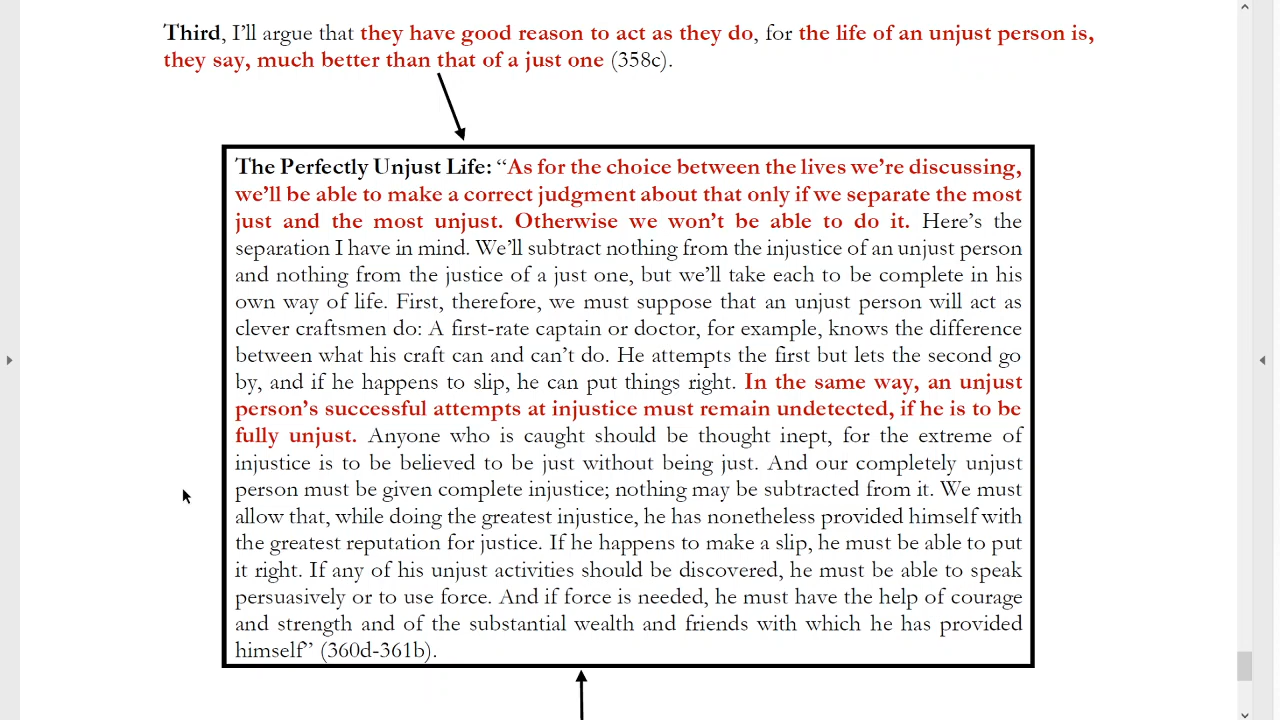 Third, I'll argue that they have good reason to act as they do, for the life of an unjust person is,
they say, much better than that of a just one (358c).
The Perfectly Unjust Life: “As for the choice between the lives we’re discussing,
we’ll be able to make a correct judgment about that only if we separate the most
just and the most unjust. Otherwise we won’t be able to do it. Here’s the
separation I have in mind. We’ll subtract nothing from the injustice of an unjust person
and nothing from the justice of a just one, but we’ll take each to be complete in his
own way of life. First, therefore, we must suppose that an unjust person will act as
clever craftsmen do: A first-rate captain or doctor, for example, knows the difference
between what his craft can and can’t do. He attempts the first but lets the second go
by, and if he happens to slip, he can put things right. In the same way, an unjust
person’s successful attempts at injustice must remain undetected, if he is to be
fully unjust. Anyone who is caught should be thought inept, for the extreme of
injustice is to be believed to be just without being just. And our completely unjust
person must be given complete injustice; nothing may be subtracted from it. We must
allow that, while doing the greatest injustice, he has nonetheless provided himself with
the greatest reputation for justice. If he happens to make a slip, he must be able to put
it right. If any of his unjust activities should be discovered, he must be able to speak
persuasively or to use force. And if force is needed, he must have the help of courage
and strength and of the substantial wealth and friends with which he has provided
himself” (360d-361b).